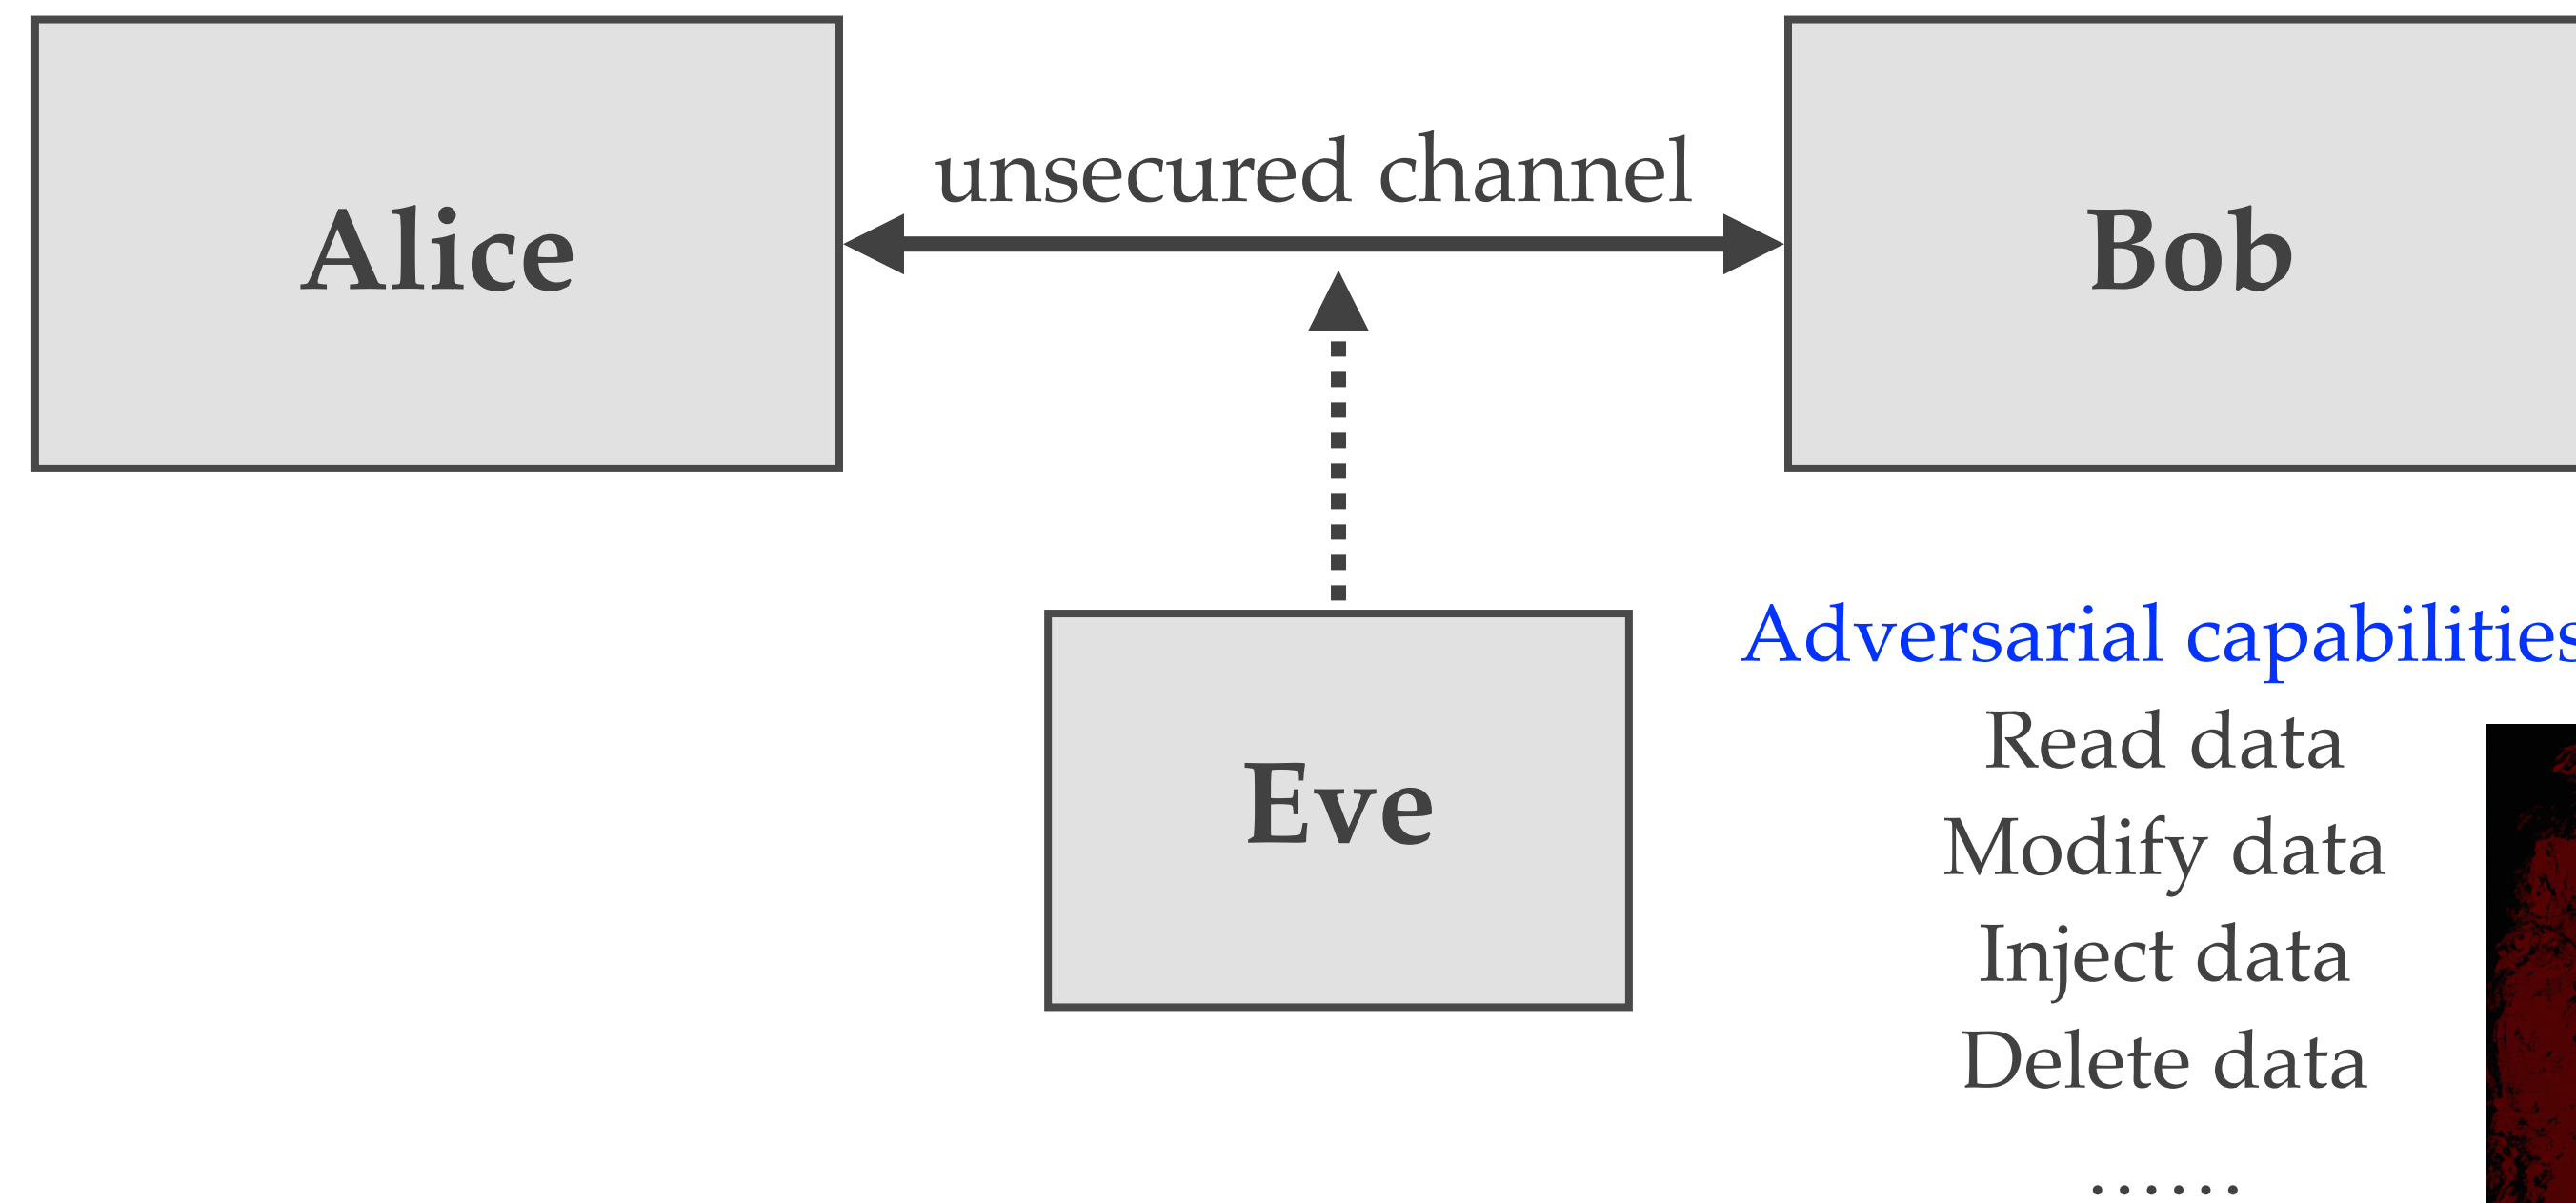 unsecured channel
Alice
Bob
Eve
Adversarial capabilities
Read data
Modify data
Inject data
Delete data
......